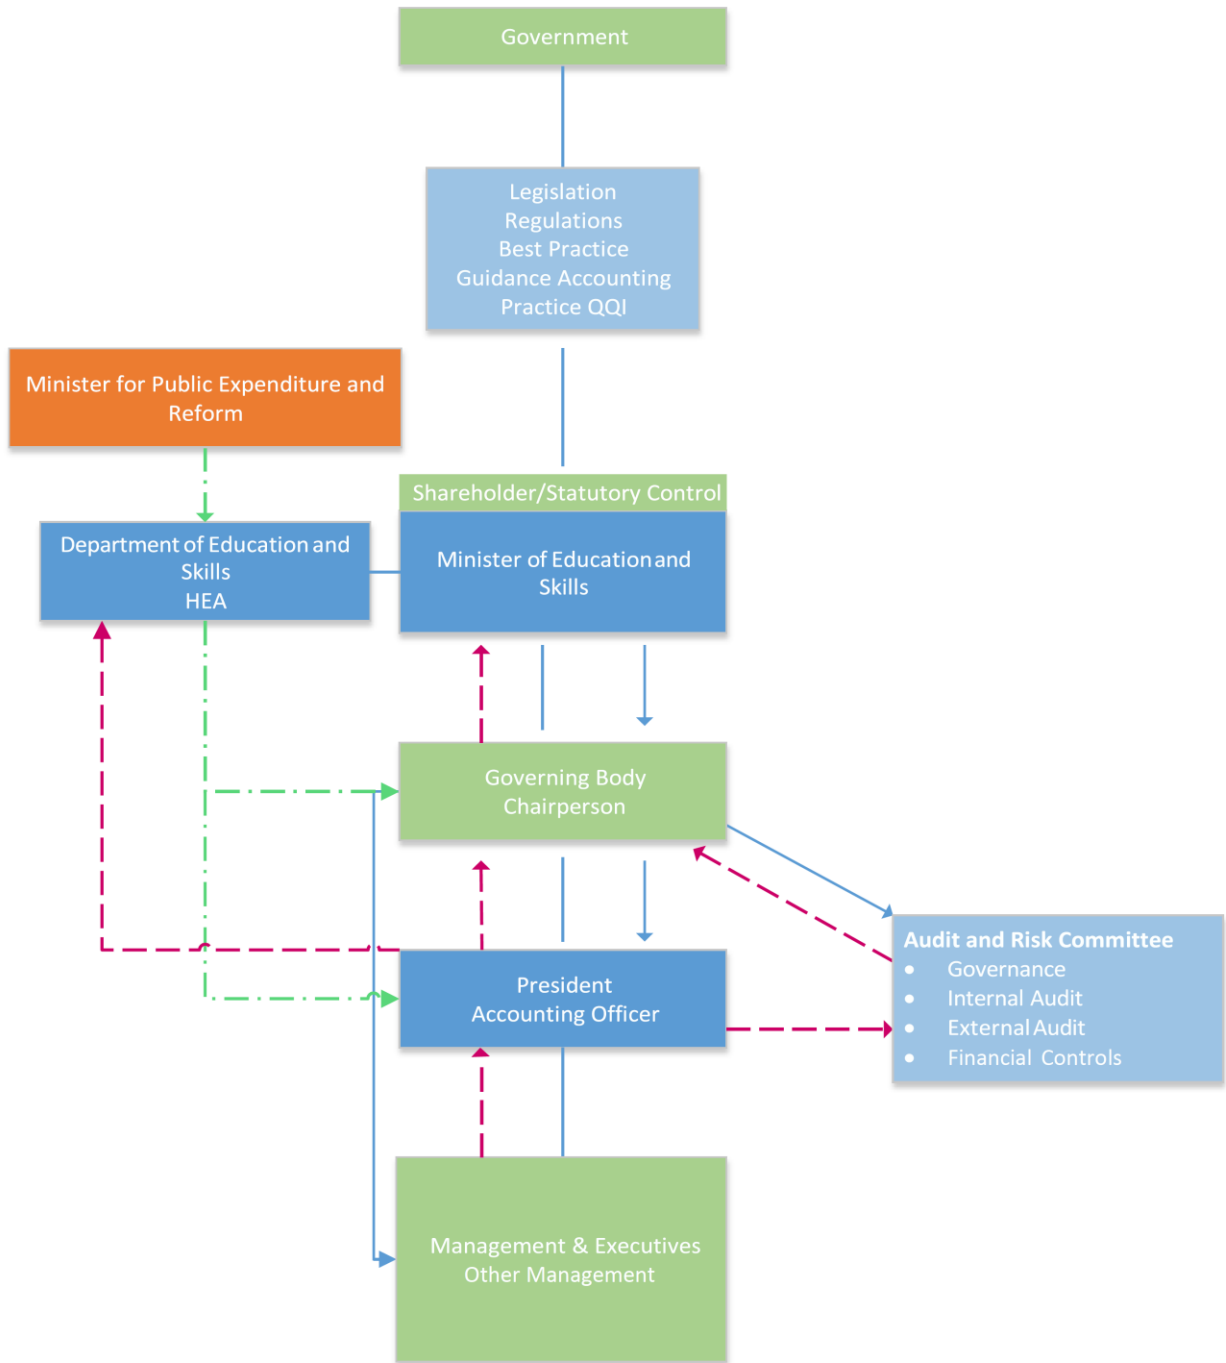 Government
Legislation
Regulations
Best Practice
Guidance Accounting
Practice QQI
Minister for Public Expenditure and
Reform
Shareholder/Statutory Control
Department of Education and
Skills
HEA
Minister of Education and
Skills
Governing Body
Chairperson
Audit and Risk Committee
• Governance
• Internal Audit
• External Audit
• Financial Controls
President
Accounting Officer
Management & Executives
Other Management